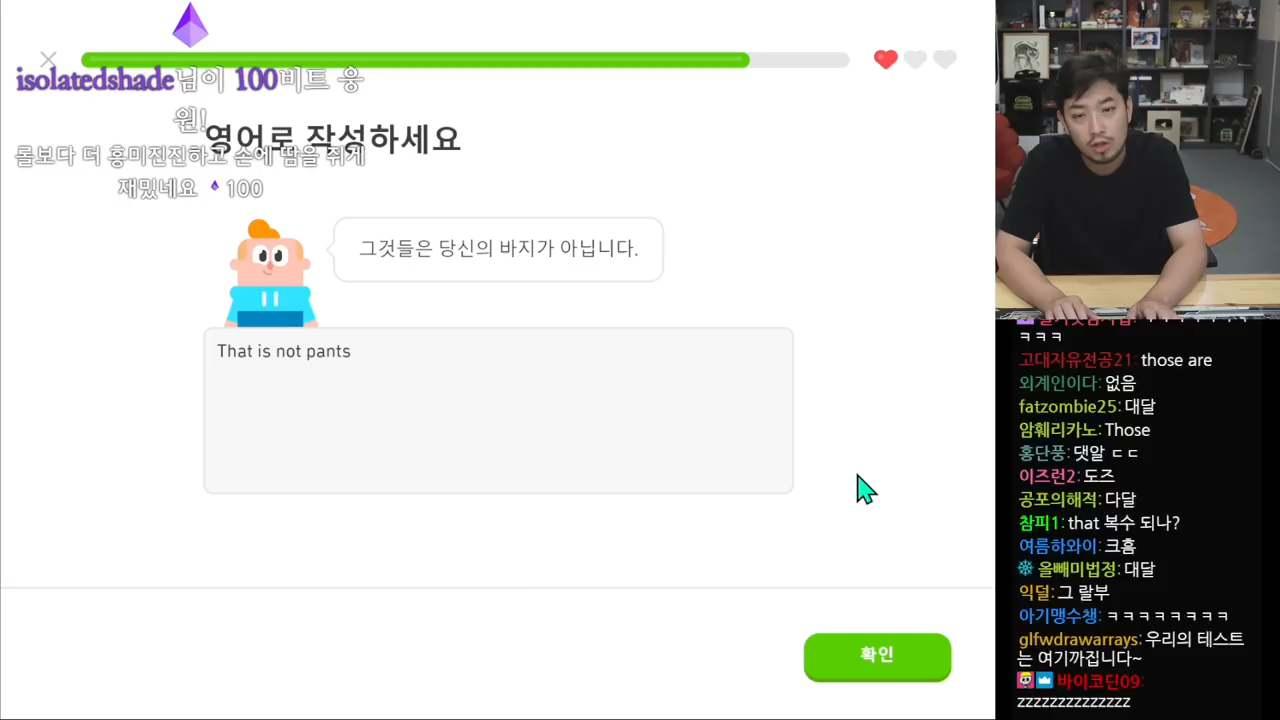 isolatedshade님이 100비트 응
원!
롤보다 더 흥미진진하고 손에 땀을 쥐게
재밌네요 100
영어로 작성하세요
그것들은 당신의 바지가 아닙니다.
That is not pants
확인
ㅋㅋㅋ
고대자유전공21: those are
외계인이다: 없음
fatzombie25: 대달
암훼리카노: Those
홍단풍: 댓알 ㄷㄷ
이즈런2: 도즈
공포의해적: 다달
참피1: that 복수 되나?
여름하와이: 크흠
올빼미법정: 대달
익덜: 그 랄부
아기맹수챙: ㅋㅋㅋㅋㅋㅋㅋㅋ
glfwdrawarrays: 우리의 테스트
는 여기까집니다~
바이코딘09:
zzzzzzzzzzzzzz